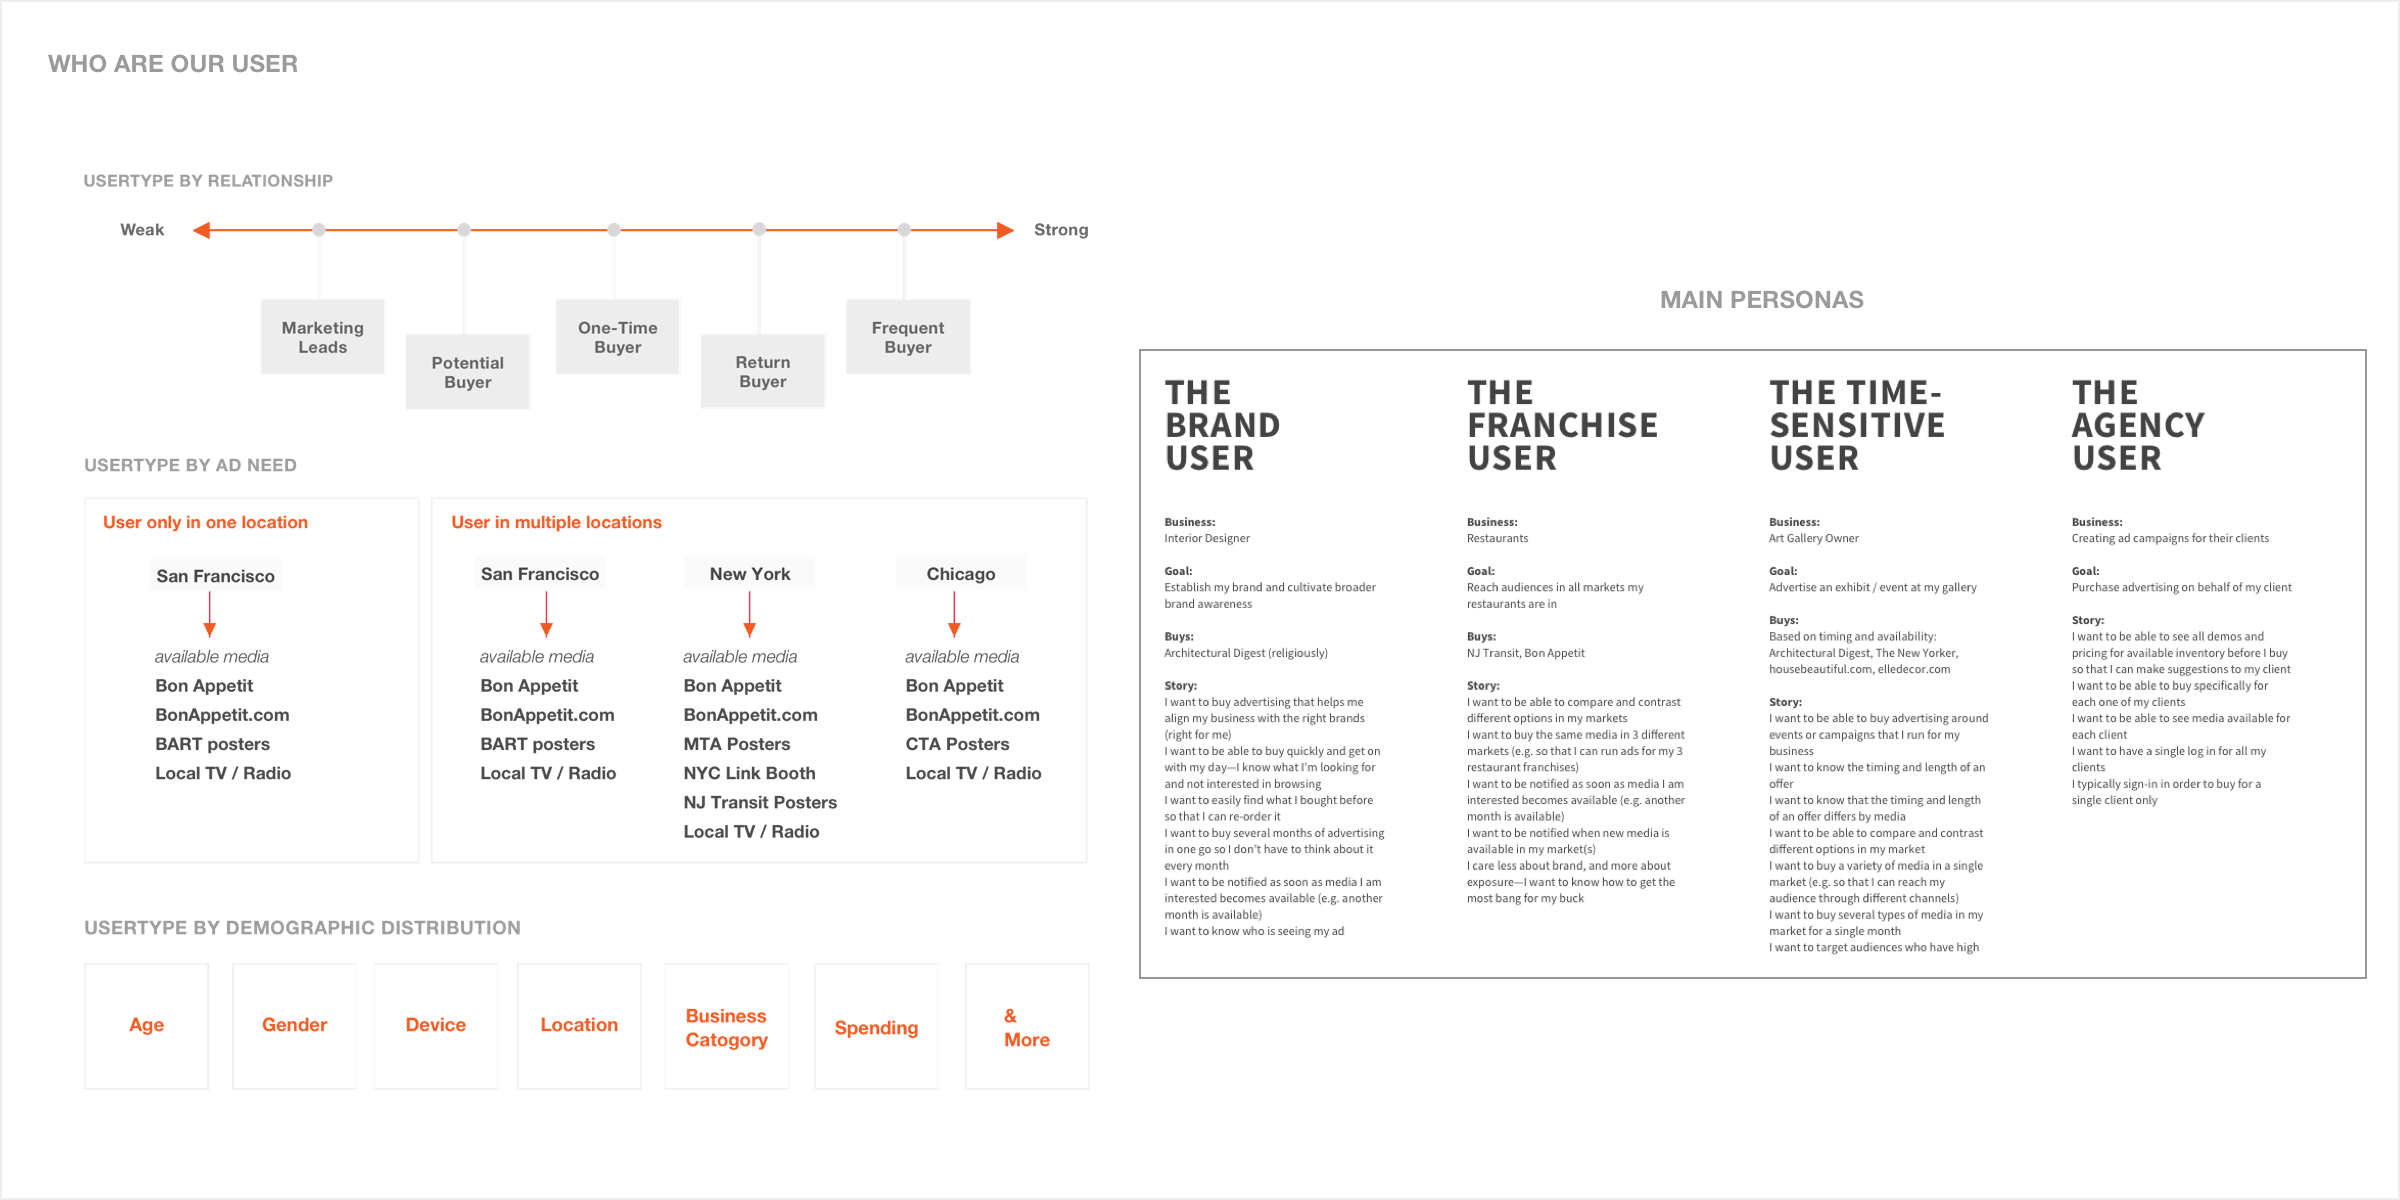 WHO ARE OUR USER
USERTYPE BY RELATIONSHIP
Weak
Strong
Marketing
Leads
Potential
Buyer
One-Time
Buyer
Return
Buyer
Frequent
Buyer
USERTYPE BY AD NEED
User only in one location
San Francisco
available media
Bon Appetit
BonAppetit.com
BART posters
Local TV / Radio
User in multiple locations
San Francisco
available media
Bon Appetit
BonAppetit.com
BART posters
Local TV / Radio
New York
available media
Bon Appetit
BonAppetit.com
MTA Posters
NYC Link Booth
NJ Transit Posters
Local TV / Radio
Chicago
available media
Bon Appetit
BonAppetit.com
CTA Posters
Local TV / Radio
USERTYPE BY DEMOGRAPHIC DISTRIBUTION
Age
Gender
Device
Location
Business
Catogory
Spending
&
More
MAIN PERSONAS
THE
BRAND
USER
Business:
Interior Designer
Goal:
Establish my brand and cultivate broader
brand awareness
Buys:
Architectural Digest (religiously)
Story:
I want to buy advertising that helps me
align my business with the right brands
(right for me)
I want to be able to buy quickly and get on
with my day—I know what I'm looking for
and not interested in browsing
I want to easily find what I bought before
so that I can re-order it
I want to buy several months of advertising
in one go so I don't have to think about it
every month
I want to be notified as soon as media I am
interested becomes available (e.g. another
month is available)
I want to know who is seeing my ad
THE
FRANCHISE
USER
Business:
Restaurants
Goal:
Reach audiences in all markets my
restaurants are in
Buys:
NJ Transit, Bon Appetit
Story:
I want to be able to compare and contrast
different options in my markets
I want to buy the same media in 3 different
markets (e.g. so that I can run ads for my 3
restaurant franchises)
I want to be notified as soon as media I am
interested becomes available (e.g. another
month is available)
I want to be notified when new media is
available in my market(s)
I care less about brand, and more about
exposure—I want to know how to get the
most bang for my buck
THE TIME-
SENSITIVE
USER
Business:
Art Gallery Owner
Goal:
Advertise an exhibit / event at my gallery
Buys:
Based on timing and availability:
Architectural Digest, The New Yorker,
housebeautiful.com, elledecor.com
Story:
I want to be able to buy advertising around
events or campaigns that I run for my
business
I want to know the timing and length of an
offer
I want to know that the timing and length
of an offer differs by media
I want to be able to compare and contrast
different options in my market
I want to buy a variety of media in a single
market (e.g. so that I can reach my
audience through different channels)
I want to buy several types of media in my
market for a single month
I want to target audiences who have high
THE
AGENCY
USER
Business:
Creating ad campaigns for their clients
Goal:
Purchase advertising on behalf of my client
Story:
I want to be able to see all demos and
pricing for available inventory before I buy
so that I can make suggestions to my client
I want to be able to buy specifically for
each one of my clients
I want to be able to see media available for
each client
I want to have a single log in for all my
clients
I typically sign-in in order to buy for a
single client only